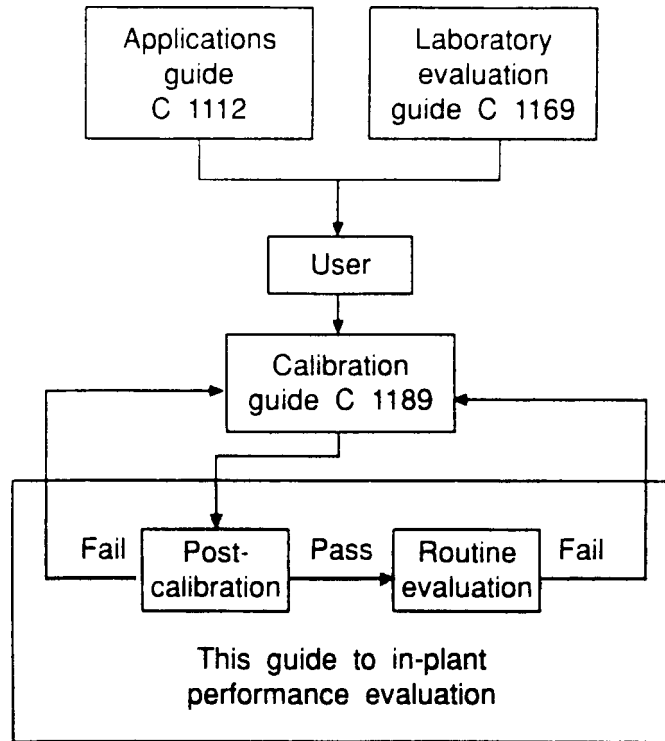 Applications
guide
C 1112
Laboratory
evaluation
guide C 1169
User
Calibration
guide C 1189
Fail
Post-
calibration
Pass
Routine
evaluation
Fail
This guide to in-plant
performance evaluation